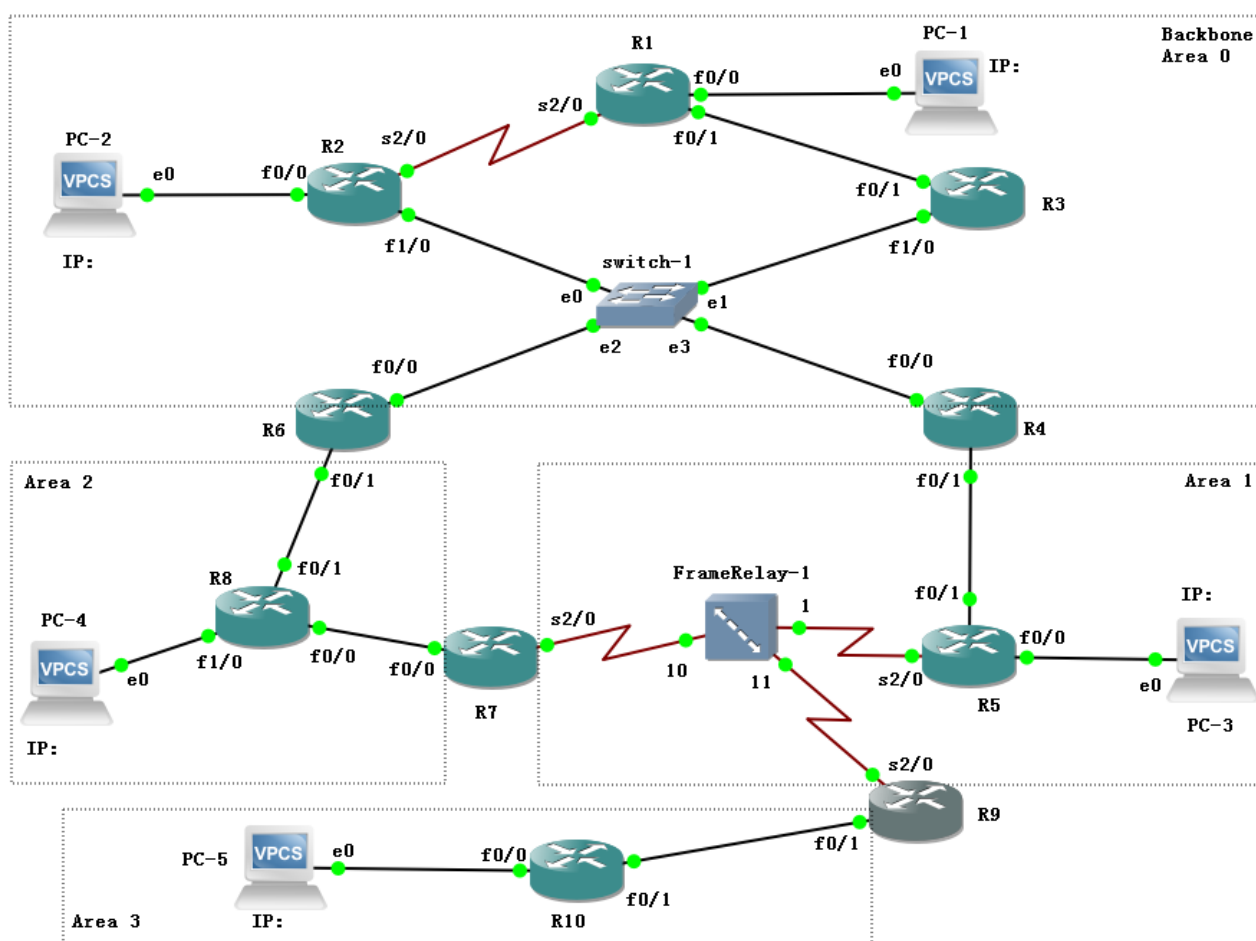 Backbone
Area 0
R1
PC-1
f0/0
e0
VPCS
IP:
s2/0
f0/1
PC-2
R2
s2/0
VPCS
e0
f0/0
f0/1
R3
f1/0
f1/0
IP:
switch-1
e0
e1
e2
e3
f0/0
f0/0
R6
R4
Area 2
f0/1
f0/1
Area 1
R8
f0/1
FrameRelay-1
PC-4
s2/0
1
f0/1
IP:
VPCS
f1/0
f0/0
f0/0
f0/0
VPCS
e0
10
11
s2/0
R5
e0
R7
PC-3
IP:
s2/0
R9
PC-5
VPCS
e0
f0/0
f0/1
f0/1
Area 3
IP:
R10